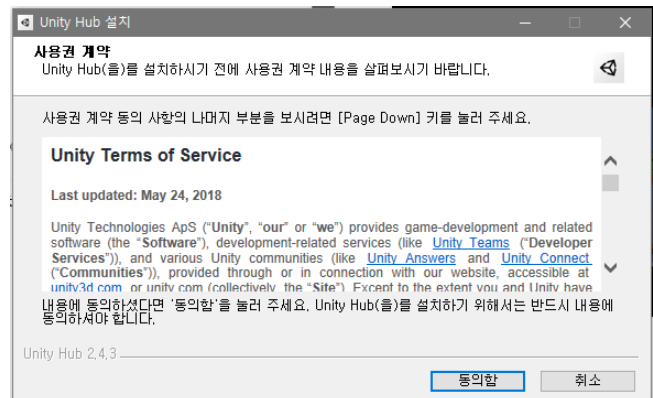 Unity Hub 설치
사용권 계약
Unity Hub(을)를 설치하시기 전에 사용권 계약 내용을 살펴보시기 바랍니다.
사용권 계약 동의 사항의 나머지 부분을 보시려면 [Page Down] 키를 눌러 주세요.
Unity Terms of Service
Last updated: May 24, 2018
Unity Technologies ApS (“Unity”, “our” or “we”) provides game-development and related
software (the “Software”), development-related services (like Unity Teams (“Developer
Services”)), and various Unity communities (like Unity Answers and Unity Connect
(“Communities”)), provided through or in connection with our website, accessible at
unity3d.com or unity.com (collectively, the “Site”). Except to the extent you and Unity have
내용에 동의하셨다면 '동의함'을 눌러 주세요. Unity Hub(을)를 설치하기 위해서는 반드시 내용에
동의하셔야 합니다.
Unity Hub 2.4.3
동의함 취소